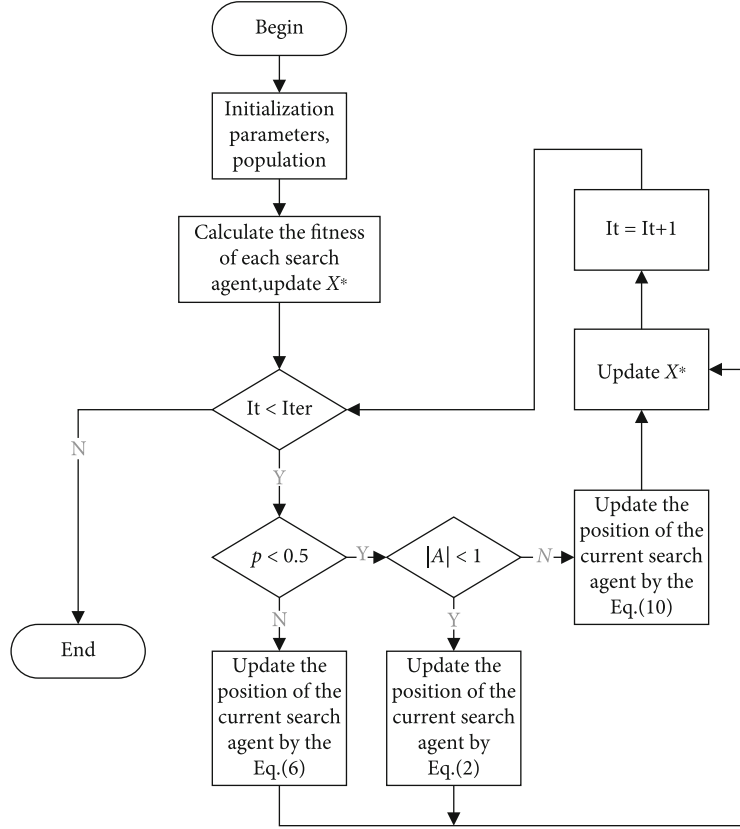 Begin
Initialization
parameters,
population
Calculate the fitness
of each search
agent,update X*
It = It+1
Update X*
It < Iter
N
Y
p < 0.5
Y
|A| < 1
N
Update the
position of the
current search
agent by the
Eq.(10)
N
Y
End
Update the
position of the
current search
agent by the
Eq.(6)
Update the
position of the
current search
agent by
Eq.(2)